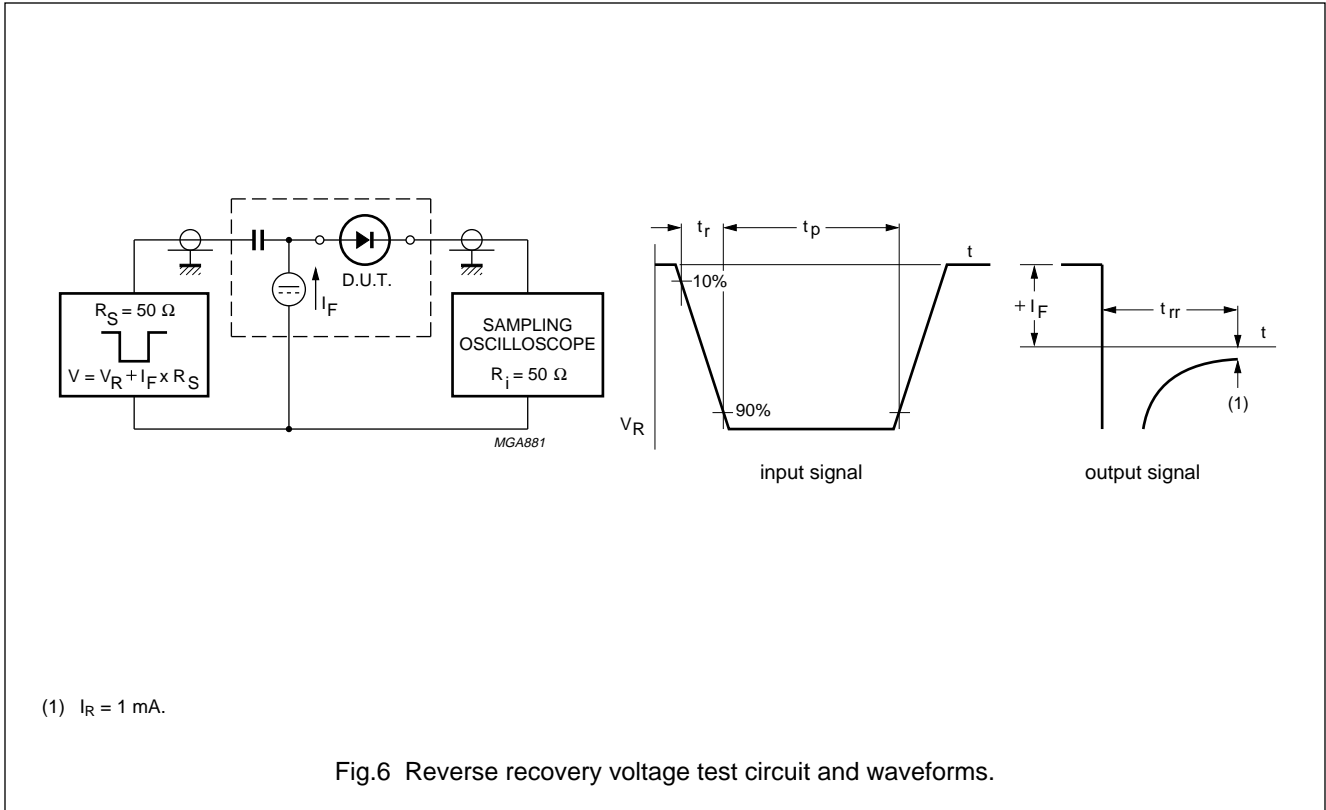 R_S = 50 Ω
V = V_R + I_F x R_S
I_F
D.U.T.
SAMPLING
OSCILLOSCOPE
R_i = 50 Ω
MGA881
t_r
t_p
t
10%
90%
V_R
input signal
+ I_F
t_rr
t
(1)
output signal
(1) I_R = 1 mA.
Fig.6 Reverse recovery voltage test circuit and waveforms.